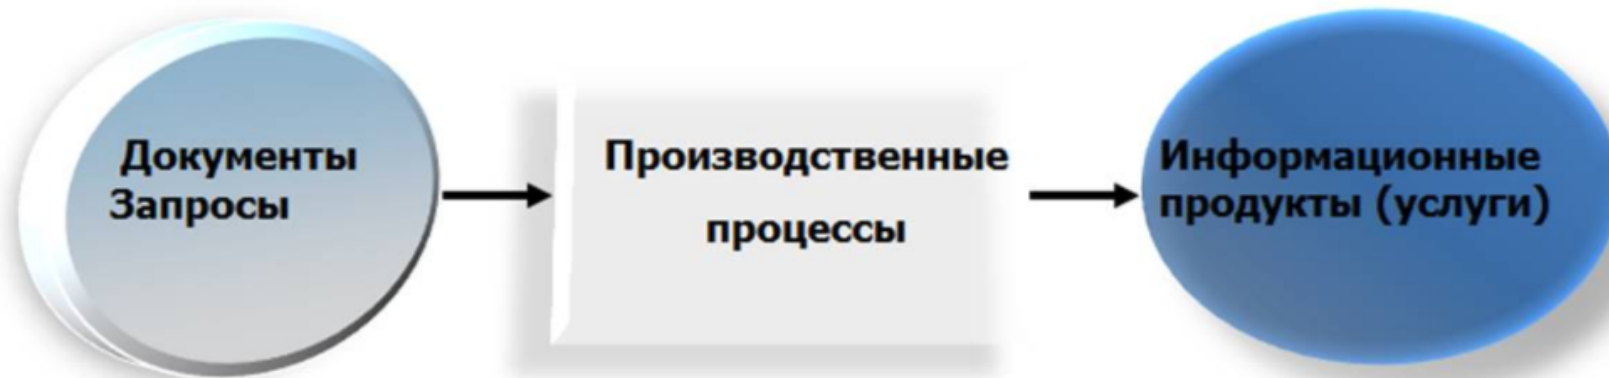 Документы
Запросы
Производственные
процессы
Информационные
продукты (услуги)